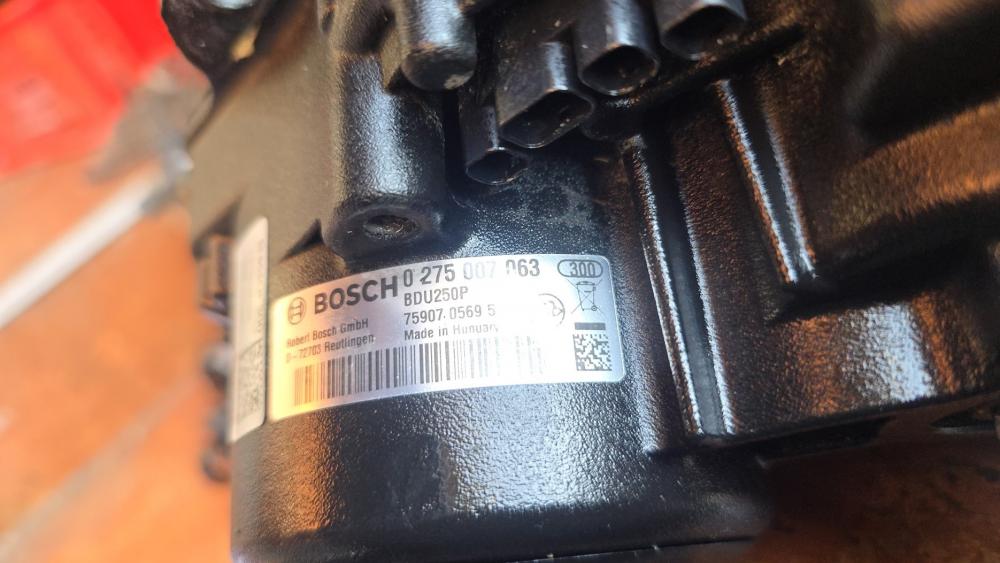 BOSCH 0 275 007 063 300
BDU250P
75907 0569 5
Robert Bosch GmbH
D-72703 Reutlingen
Made in Hungary